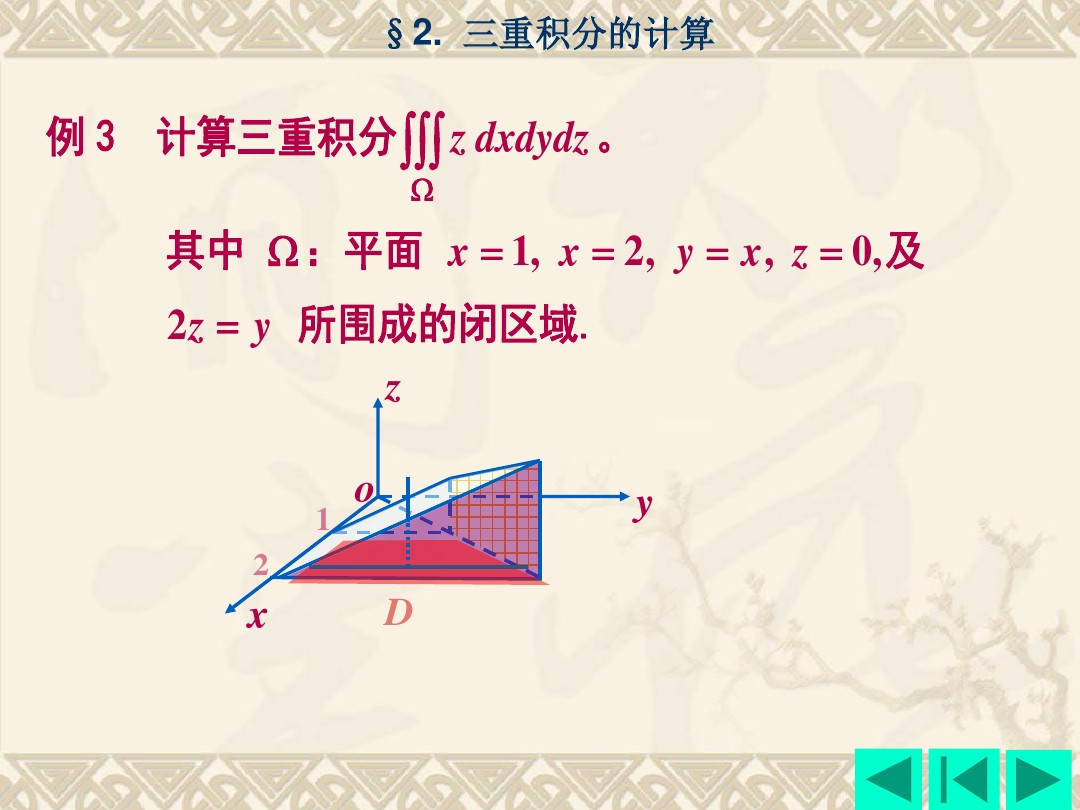 §2. 三重积分的计算
例3 计算三重积分∭z dxdydz。
Ω
其中 Ω：平面 x = 1, x = 2, y = x, z = 0,及
2z = y 所围成的闭区域.
z
o
y
1
2
x
D